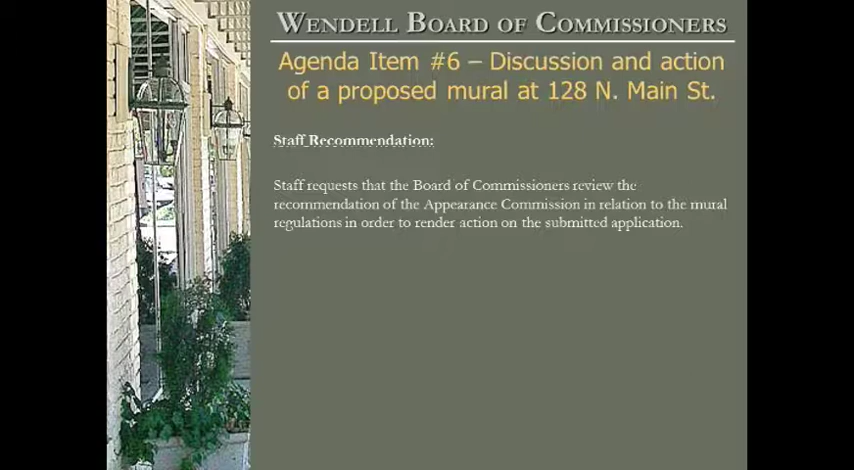 WENDELL BOARD OF COMMISSIONERS
Agenda Item #6 – Discussion and action
of a proposed mural at 128 N. Main St.
Staff Recommendation:
Staff requests that the Board of Commissioners review the
recommendation of the Appearance Commission in relation to the mural
regulations in order to render action on the submitted application.